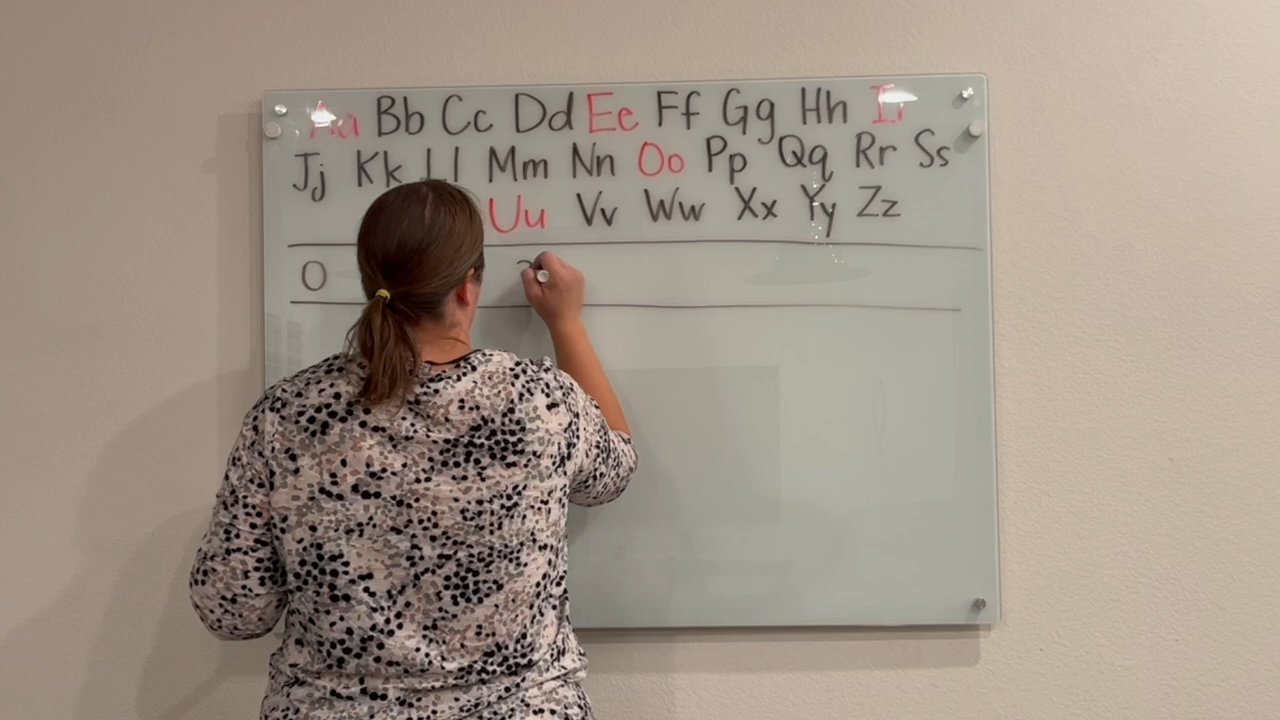 Aa Bb Cc Dd Ee Ff Gg Hh Ii
Jj Kk Ll Mm Nn Oo Pp Qq Rr Ss
Uu Vv Ww Xx Yy Zz
0